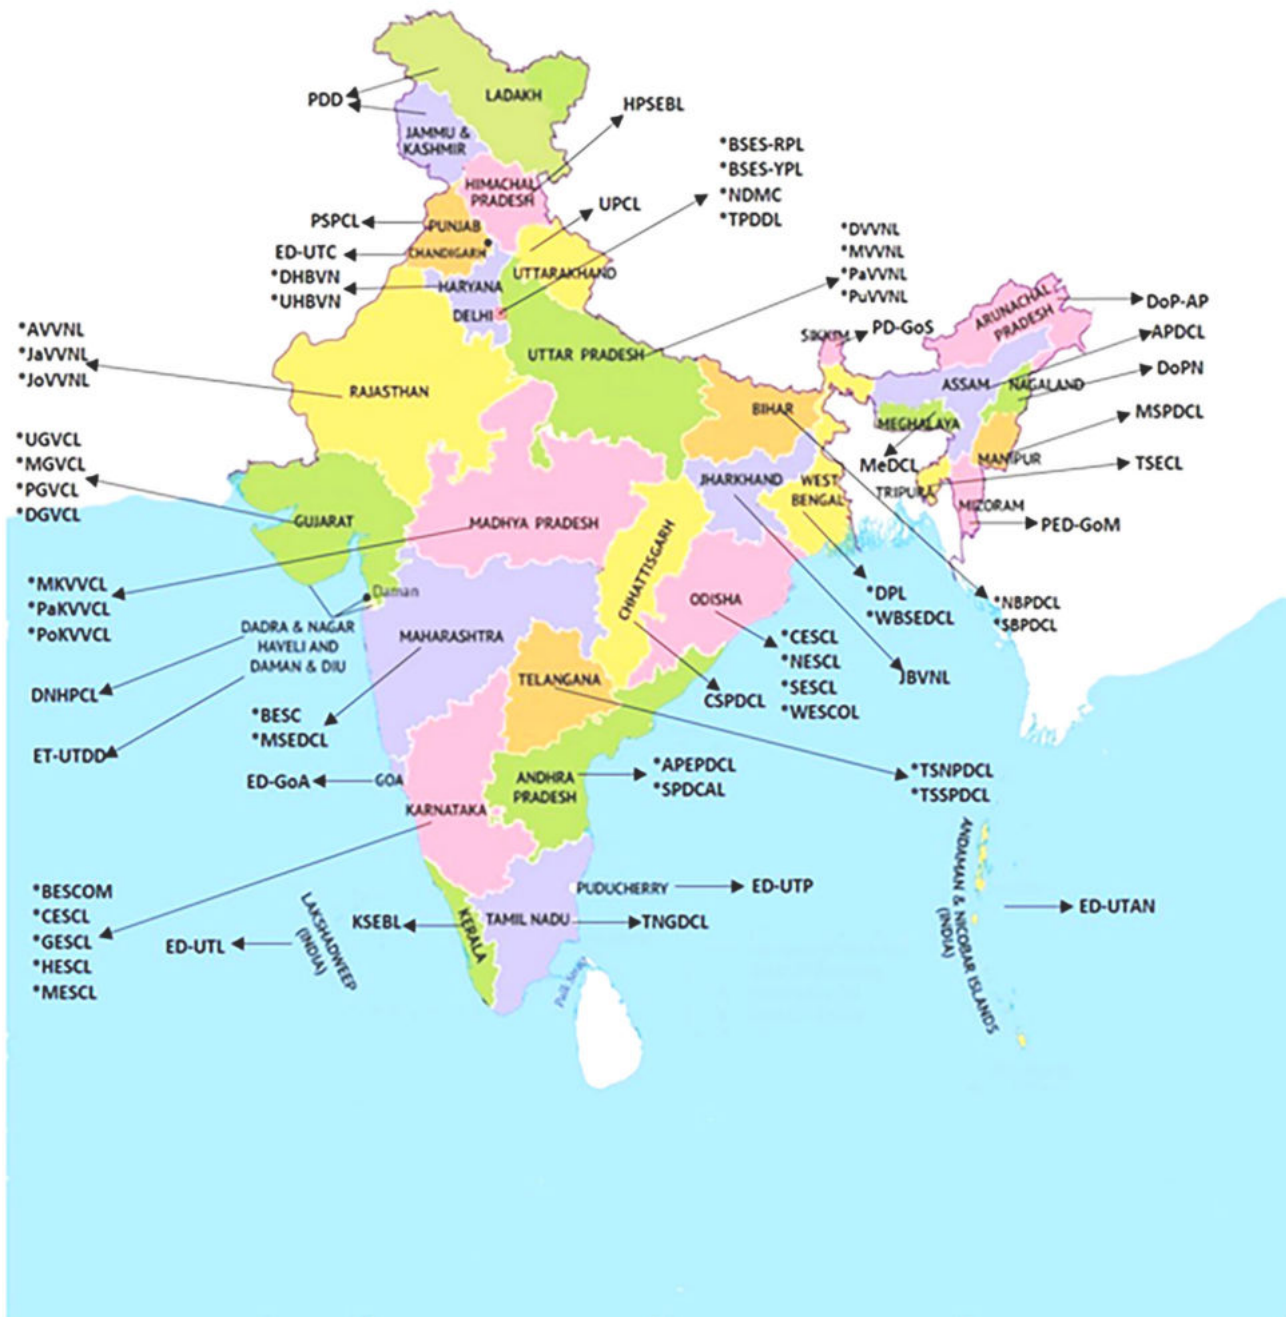 LADAKH
PDD
JAMMU &
KASHMIR
HPSEBL
HIMACHAL
PRADESH
*BSES-RPL
*BSES-YPL
*NDMC
*TPDDL
UPCL
PSPCL
PUNJAB
ED-UTC
CHANDIGARH
*DHBVN
*UHBVN
HARYANA
UTTARAKHAND
DELHI
*DVVNL
*MVVNL
*PaVVNL
*PuVVNL
UTTAR PRADESH
ARUNACHAL
PRADESH
DoP-AP
SIKKIM
PD-GoS
APDCL
ASSAM
NAGALAND
DoPN
MEGHALAYA
MSPDCL
MANIPUR
MeDCL
TSECL
TRIPURA
MIZORAM
PED-GoM
*AVVNL
*JaVVNL
*JoVVNL
RAJASTHAN
BIHAR
*UGVCL
*MGVCL
*PGVCL
*DGVCL
GUJARAT
MADHYA PRADESH
JHARKHAND
WEST
BENGAL
CHHATTISGARH
ODISHA
*MKVVCL
*PaKVVCL
*PoKVVCL
Daman
DADRA & NAGAR
HAVELI AND
DAMAN & DIU
MAHARASHTRA
*DPL
*WBSEDCL
*NBPDCL
*SBPDCL
*CESCL
*NESCL
*SESCL
*WESCOL
JBVNL
DNHPCL
TELANGANA
CSPDCL
*BESC
*MSEDCL
ET-UTDD
ED-GoA
GOA
ANDHRA
PRADESH
*APEPDCL
*SPDCAL
*TSNPDCL
*TSSPDCL
KARNATAKA
*BESCOM
*CESCL
*GESCL
*HESCL
*MESCL
ED-UTL
LAKSHADWEEP
(INDIA)
KSEBL
KERALA
TAMIL NADU
TNGDCL
PUDUCHERRY
ED-UTP
ANDAMAN & NICOBAR ISLANDS
(INDIA)
ED-UTAN
Palk Strait